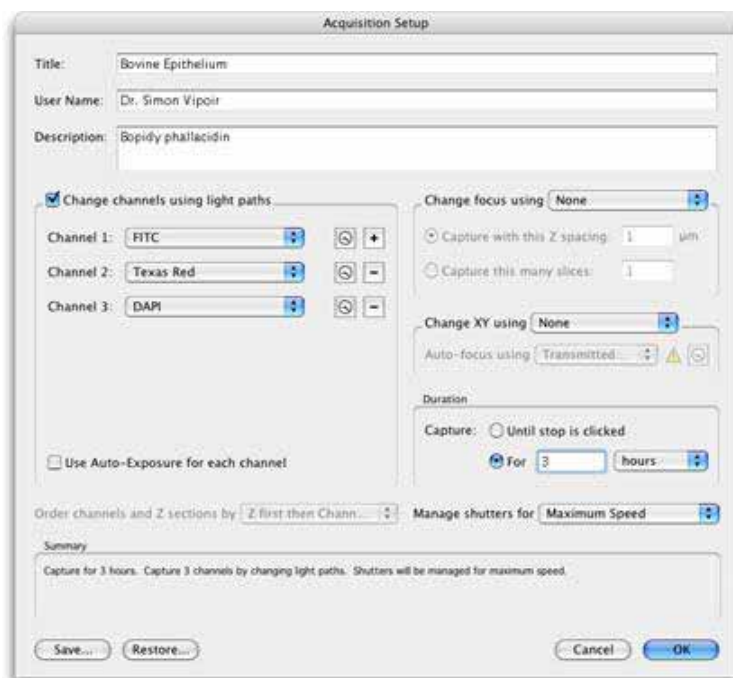 Acquisition Setup
Title: Bovine Epithelium
User Name: Dr. Simon Vipoir
Description: Bopidy phallacidin
Change channels using light paths
Channel 1: FITC
Channel 2: Texas Red
Channel 3: DAPI
Use Auto-Exposure for each channel
Change focus using None
Capture with this Z spacing: 1 µm
Capture this many slices: 1
Change XY using None
Auto-focus using Transmitted
Duration
Capture: Until stop is clicked
For 3 hours
Order channels and Z sections by Z first then Chann...
Manage shutters for Maximum Speed
Summary
Capture for 3 hours. Capture 3 channels by changing light paths. Shutters will be managed for maximum speed.
Save... Restore... Cancel OK